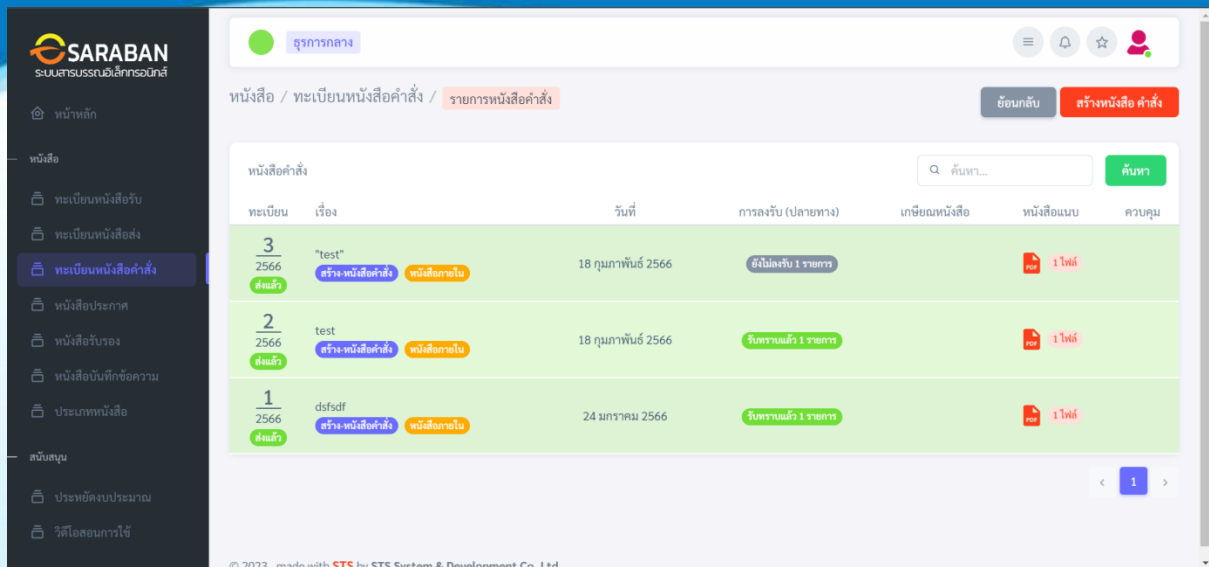 SARABAN
ระบบสารบรรณอิเล็กทรอนิกส์
หน้าหลัก
หนังสือ
ทะเบียนหนังสือรับ
ทะเบียนหนังสือส่ง
ทะเบียนหนังสือคำสั่ง
หนังสือประกาศ
หนังสือรับรอง
หนังสือบันทึกข้อความ
ประเภทหนังสือ
สนับสนุน
ประหยัดงบประมาณ
วิดีโอสอนการใช้
ธุรการกลาง
หนังสือ / ทะเบียนหนังสือคำสั่ง / รายการหนังสือคำสั่ง
ย้อนกลับ สร้างหนังสือ คำสั่ง
หนังสือคำสั่ง ค้นหา... ค้นหา
ทะเบียน เรื่อง วันที่ การลงรับ (ปลายทาง) เกษียณหนังสือ หนังสือแนบ ควบคุม
3
2566
ส่งแล้ว
"test"
สร้าง-หนังสือคำสั่ง หนังสือภายใน
18 กุมภาพันธ์ 2566
ยังไม่ลงรับ 1 รายการ
PDF 1 ไฟล์
2
2566
ส่งแล้ว
test
สร้าง-หนังสือคำสั่ง หนังสือภายใน
18 กุมภาพันธ์ 2566
รับทราบแล้ว 1 รายการ
PDF 1 ไฟล์
1
2566
ส่งแล้ว
dsfsdf
สร้าง-หนังสือคำสั่ง หนังสือภายใน
24 มกราคม 2566
รับทราบแล้ว 1 รายการ
PDF 1 ไฟล์
< 1 >
© 2023 , made with STS by STS System & Development Co.,Ltd